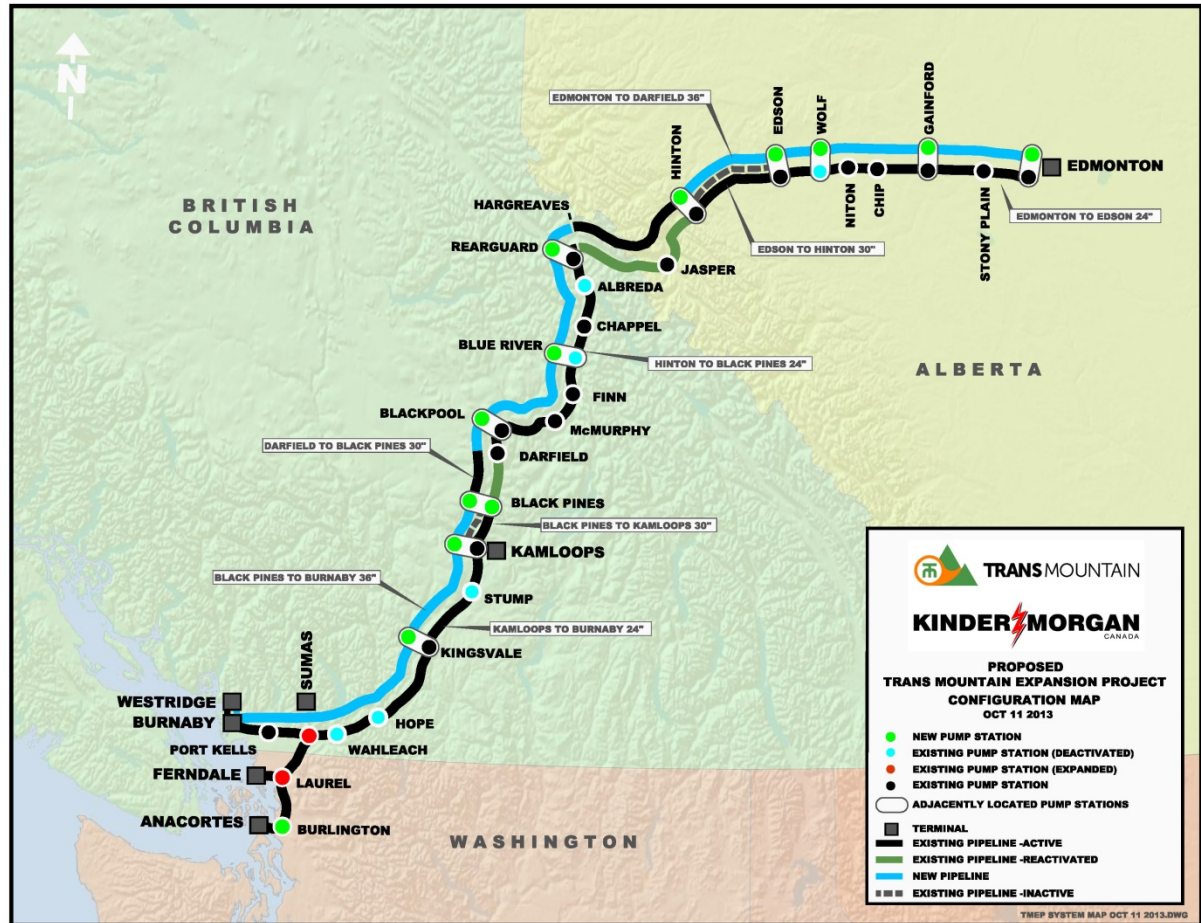 N
BRITISH
COLUMBIA
EDMONTON TO DARFIELD 36"
EDSON
WOLF
GAINFORD
HINTON
EDMONTON
HARGREAVES
NITON
CHIP
STONY PLAIN
EDMONTON TO EDSON 24"
EDSON TO HINTON 30"
REARGUARD
JASPER
ALBREDA
CHAPPEL
BLUE RIVER
HINTON TO BLACK PINES 24"
ALBERTA
FINN
BLACKPOOL
McMURPHY
DARFIELD TO BLACK PINES 30"
DARFIELD
BLACK PINES
BLACK PINES TO KAMLOOPS 30"
KAMLOOPS
BLACK PINES TO BURNABY 36"
STUMP
KAMLOOPS TO BURNABY 24"
KINGSVALE
SUMAS
WESTRIDGE
BURNABY
HOPE
PORT KELLS
WAHLEACH
FERNDALE
LAUREL
ANACORTES
BURLINGTON
WASHINGTON
TRANSMOUNTAIN
KINDER MORGAN
CANADA
PROPOSED
TRANS MOUNTAIN EXPANSION PROJECT
CONFIGURATION MAP
OCT 11 2013
NEW PUMP STATION
EXISTING PUMP STATION (DEACTIVATED)
EXISTING PUMP STATION (EXPANDED)
EXISTING PUMP STATION
ADJACENTLY LOCATED PUMP STATIONS
TERMINAL
EXISTING PIPELINE -ACTIVE
EXISTING PIPELINE -REACTIVATED
NEW PIPELINE
EXISTING PIPELINE -INACTIVE
TMEP SYSTEM MAP OCT 11 2013.DWG